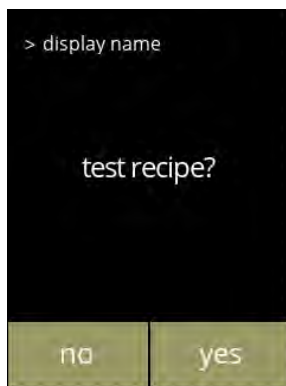 > display name
test recipe?
no
yes